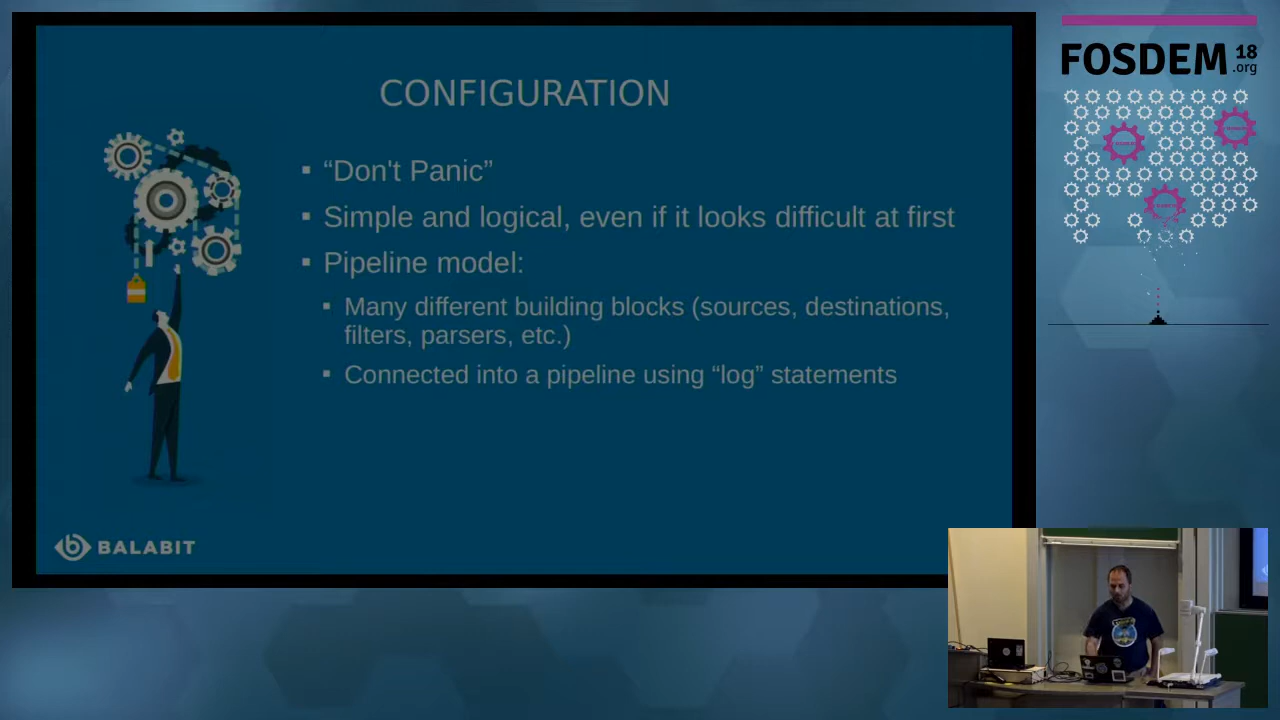 CONFIGURATION
▪ “Don't Panic”
▪ Simple and logical, even if it looks difficult at first
▪ Pipeline model:
▪ Many different building blocks (sources, destinations,
filters, parsers, etc.)
▪ Connected into a pipeline using “log” statements
BALABIT
FOSDEM 18
.org